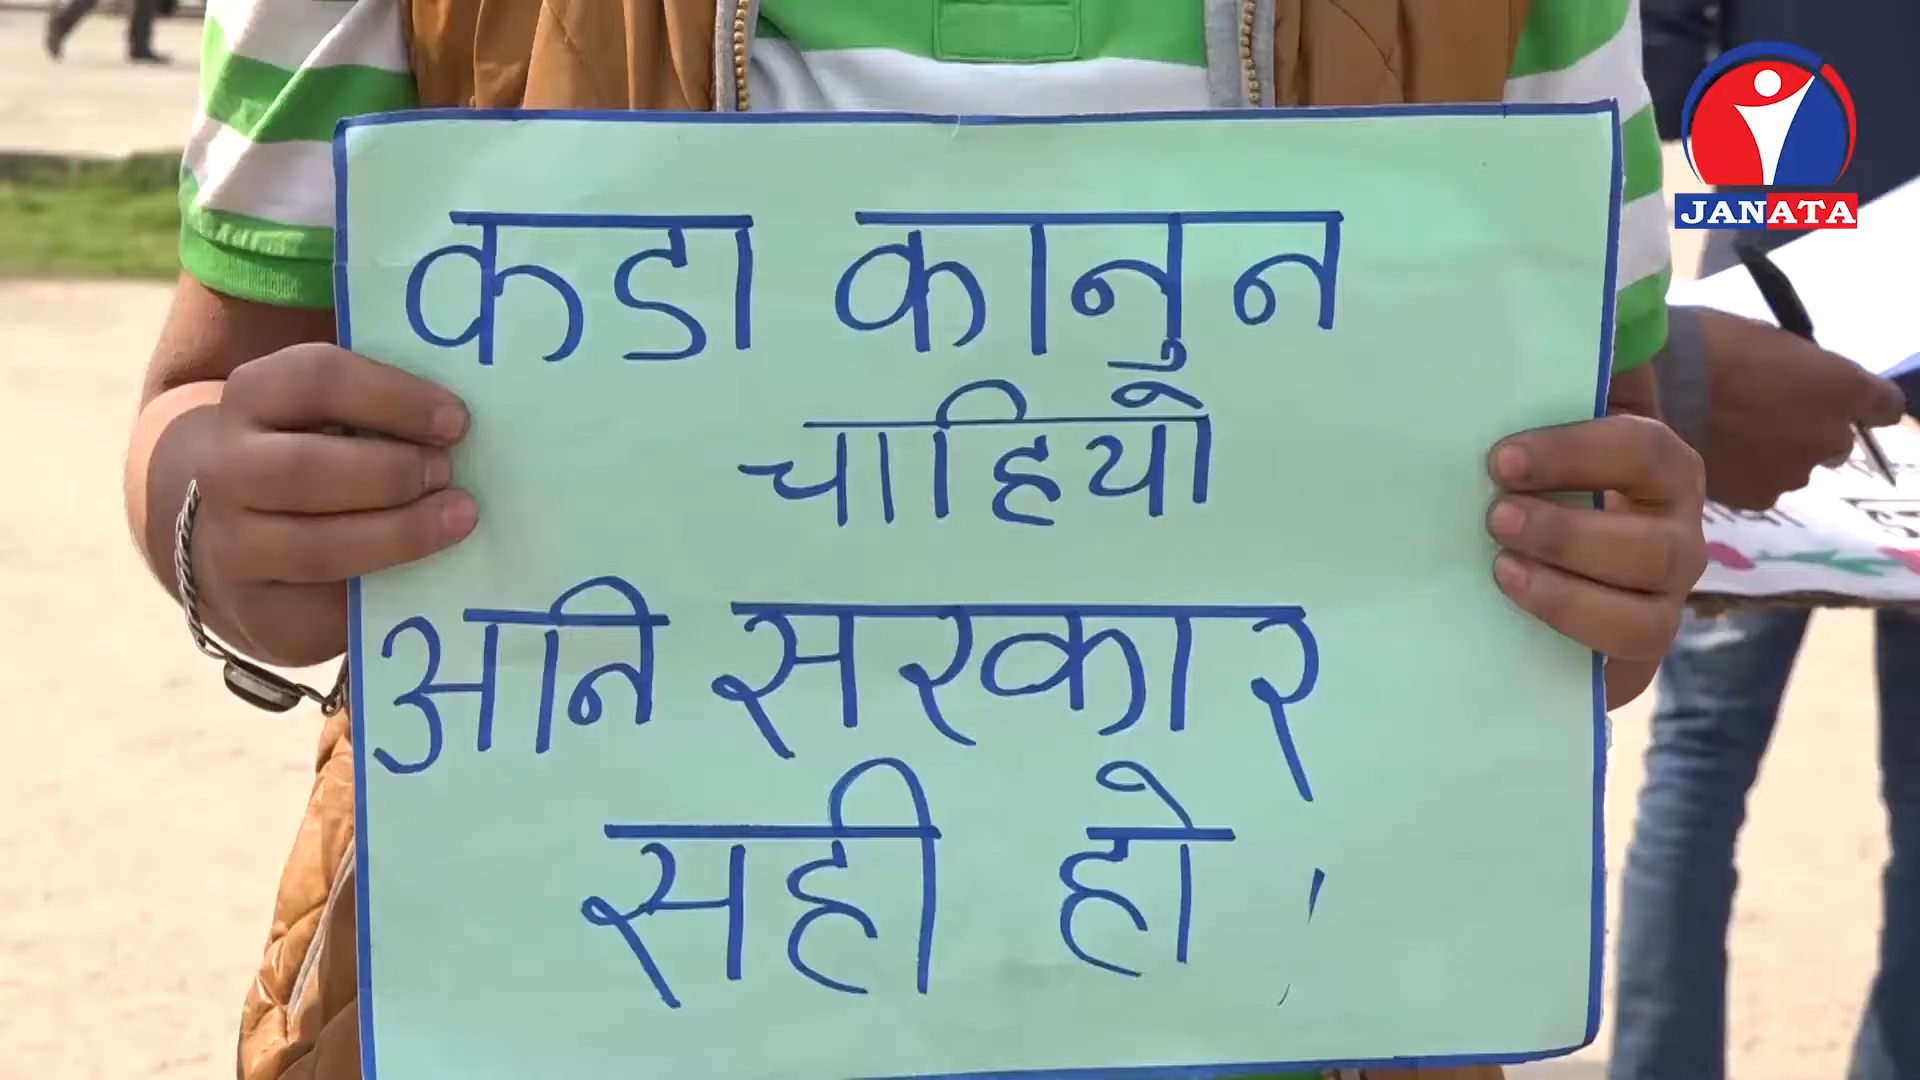 कडा कानुन
चाहियो
अनि सरकार
सही हो !
JANATA